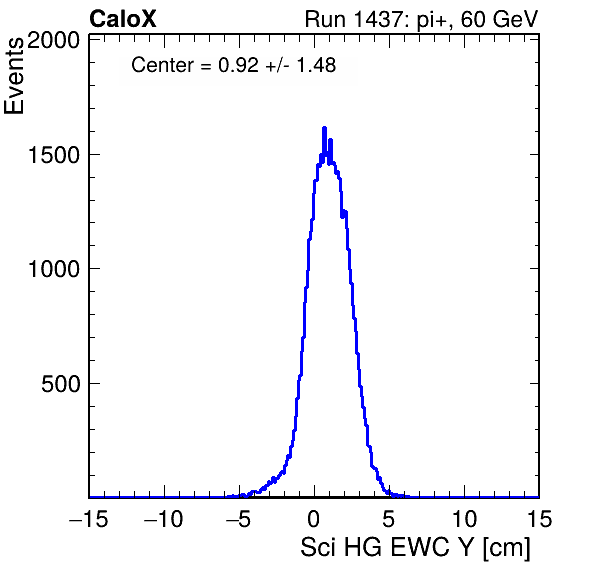 CaloX Run 1437: pi+, 60 GeV
Center = 0.92 +/- 1.48
Events
2000
1500
1000
500
−15 −10 −5 0 5 10 15
Sci HG EWC Y [cm]